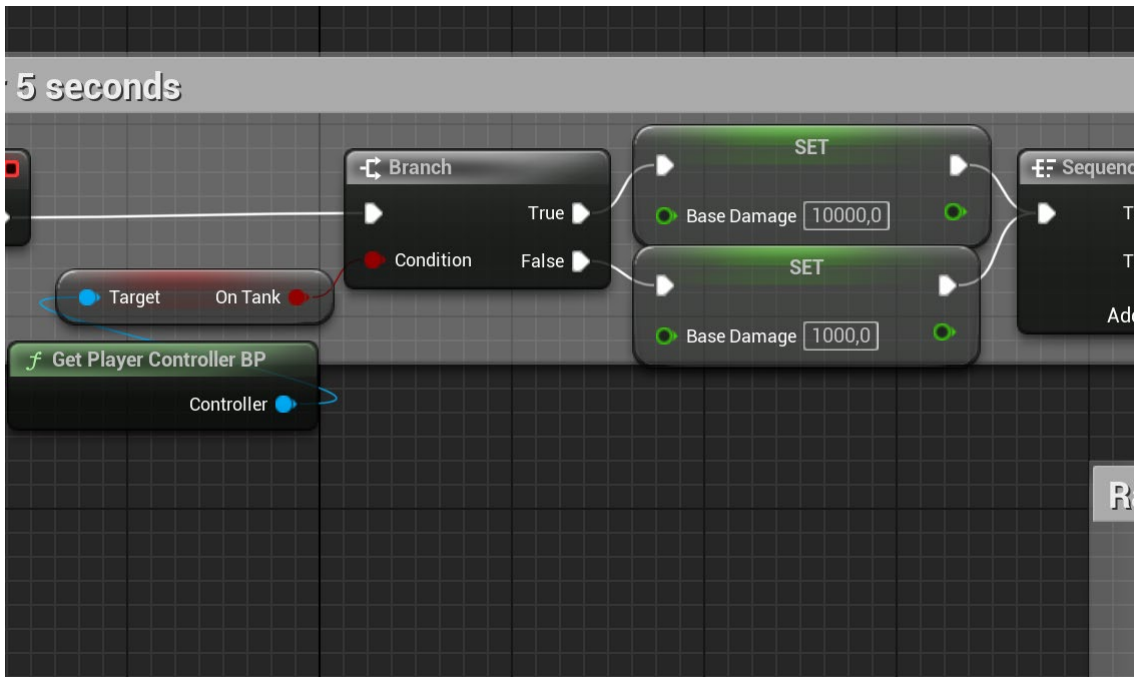 5 seconds
Branch
True
Condition
False
SET
Base Damage 10000,0
SET
Base Damage 1000,0
Target
On Tank
Get Player Controller BP
Controller